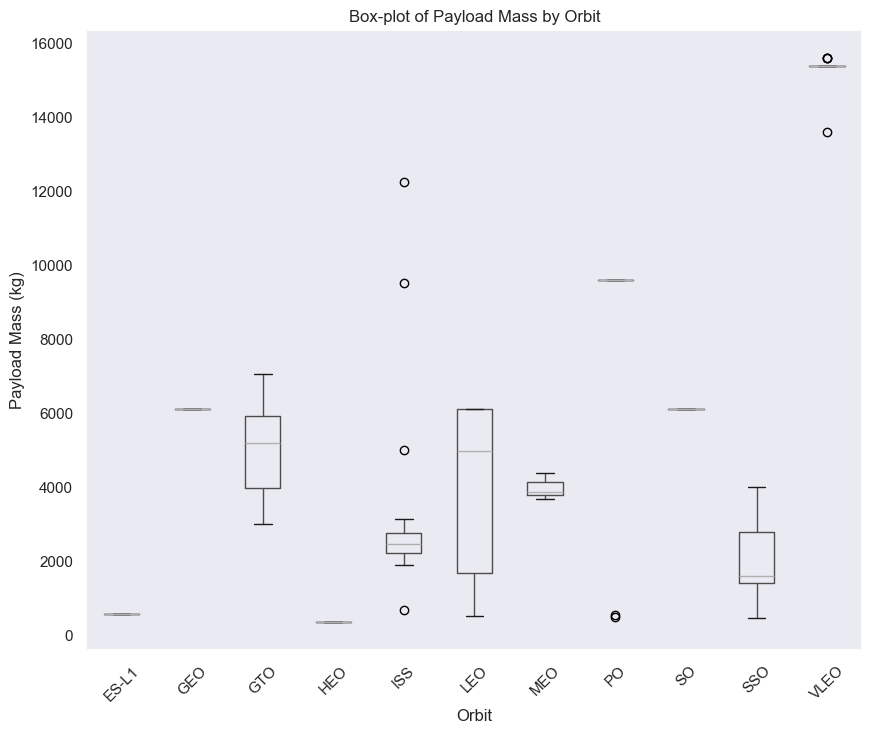 Box-plot of Payload Mass by Orbit
16000
14000
12000
10000
8000
6000
4000
2000
0
Payload Mass (kg)
ES-L1
GEO
GTO
HEO
ISS
LEO
MEO
PO
SO
SSO
VLEO
Orbit